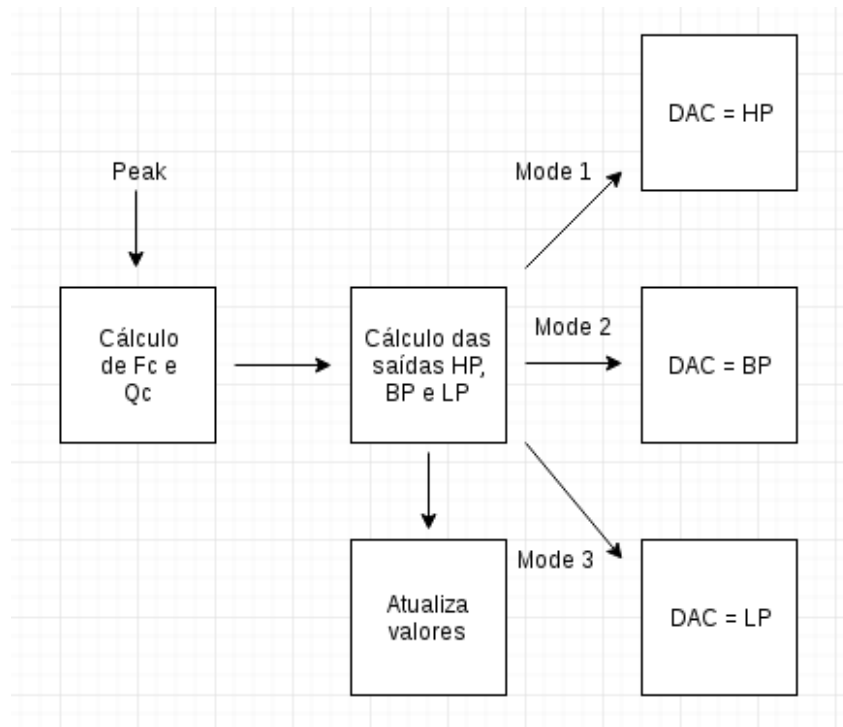 DAC = HP
Peak
Mode 1
Cálculo
de Fc e
Qc
Cálculo das
saídas HP,
BP e LP
Mode 2
DAC = BP
Atualiza
valores
Mode 3
DAC = LP